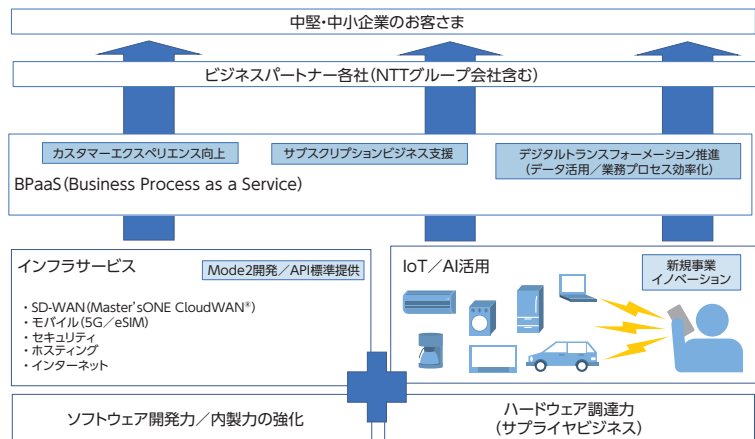 中堅・中小企業のお客さま
ビジネスパートナー各社(NTTグループ会社含む)
カスタマーエクスペリエンス向上
サブスクリプションビジネス支援
デジタルトランスフォーメーション推進
(データ活用／業務プロセス効率化)
BPaaS(Business Process as a Service)
インフラサービス
Mode2開発／API標準提供
・SD-WAN(Master'sONE CloudWAN®)
・モバイル(5G／eSIM)
・セキュリティ
・ホスティング
・インターネット
IoT／AI活用
新規事業
イノベーション
ソフトウェア開発力／内製力の強化
ハードウェア調達力
(サプライヤビジネス)